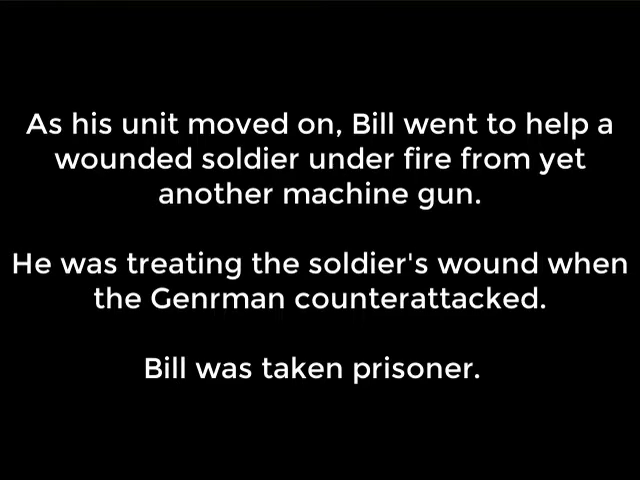 As his unit moved on, Bill went to help a
wounded soldier under fire from yet
another machine gun.
He was treating the soldier's wound when
the Genrman counterattacked.
Bill was taken prisoner.